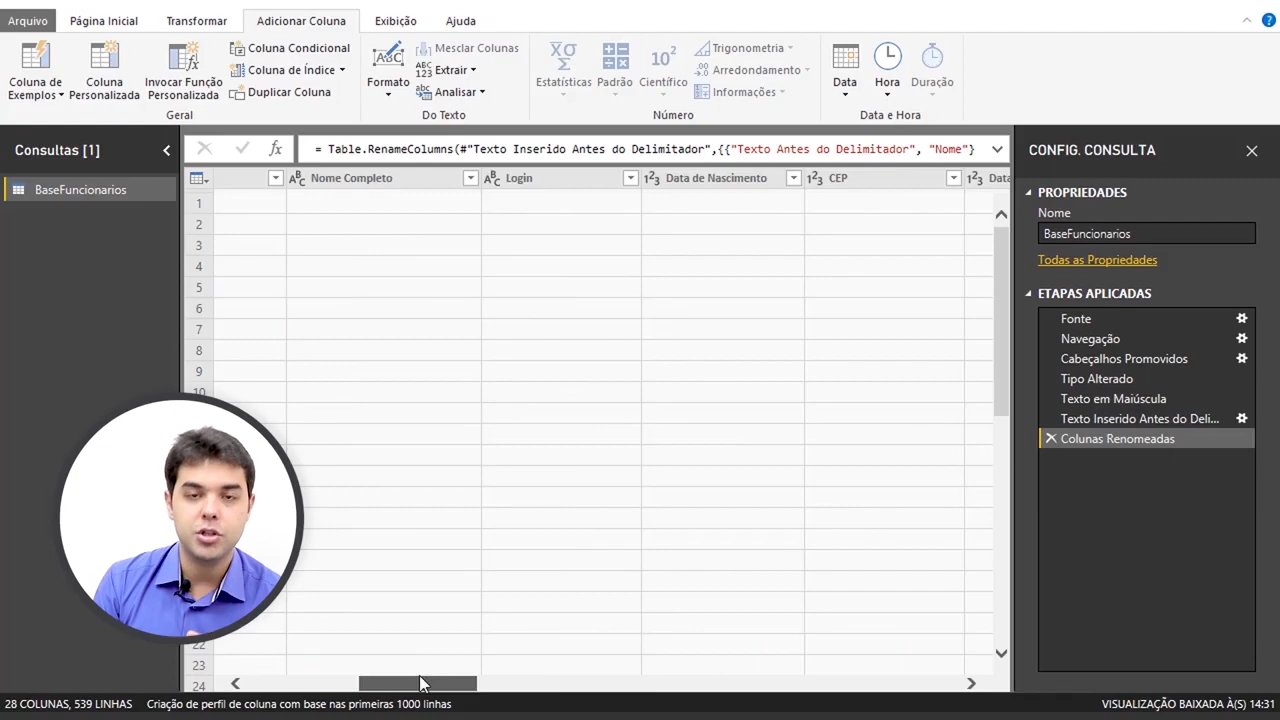 Arquivo Página Inicial Transformar Adicionar Coluna Exibição Ajuda
Coluna de Exemplos
Coluna Personalizada
Invocar Função Personalizada
Coluna Condicional
Coluna de Índice
Duplicar Coluna
Geral
Formato
Mesclar Colunas
Extrair
Analisar
Do Texto
Estatísticas
Padrão
Científico
Trigonometria
Arredondamento
Informações
Número
Data
Hora
Duração
Data e Hora
Consultas [1]
BaseFuncionarios
= Table.RenameColumns(#"Texto Inserido Antes do Delimitador",{{"Texto Antes do Delimitador", "Nome"}
Nome Completo Login Data de Nascimento CEP
1
2
3
4
5
6
7
8
9
10
22
23
24
CONFIG. CONSULTA
PROPRIEDADES
Nome
BaseFuncionarios
Todas as Propriedades
ETAPAS APLICADAS
Fonte
Navegação
Cabeçalhos Promovidos
Tipo Alterado
Texto em Maiúscula
Texto Inserido Antes do Deli...
Colunas Renomeadas
28 COLUNAS, 539 LINHAS Criação de perfil de coluna com base nas primeiras 1000 linhas VISUALIZAÇÃO BAIXADA À(S) 14:31